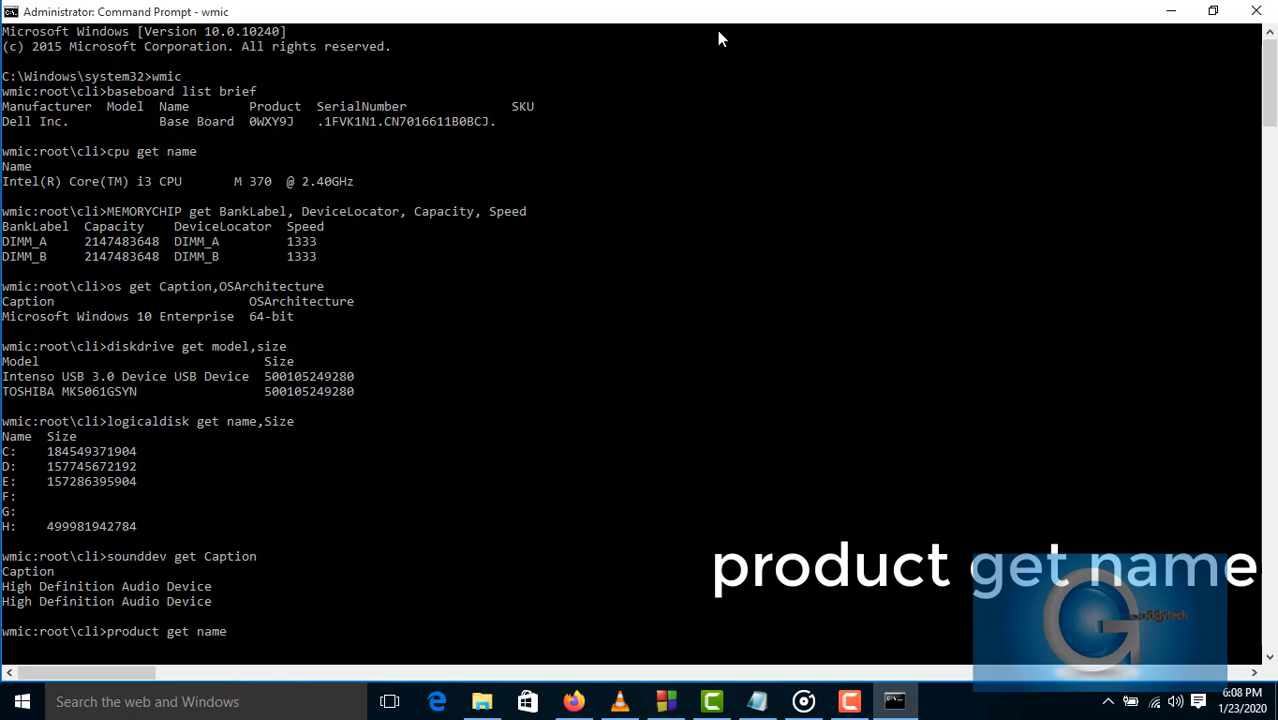 Administrator: Command Prompt - wmic
Microsoft Windows [Version 10.0.10240]
(c) 2015 Microsoft Corporation. All rights reserved.
C:\Windows\system32>wmic
wmic:root\cli>baseboard list brief
Manufacturer  Model  Name        Product  SerialNumber              SKU
Dell Inc.            Base Board  0WXY9J   .1FVK1N1.CN7016611B0BCJ.
wmic:root\cli>cpu get name
Name
Intel(R) Core(TM) i3 CPU       M 370  @ 2.40GHz
wmic:root\cli>MEMORYCHIP get BankLabel, DeviceLocator, Capacity, Speed
BankLabel  Capacity    DeviceLocator  Speed
DIMM_A     2147483648  DIMM_A         1333
DIMM_B     2147483648  DIMM_B         1333
wmic:root\cli>os get Caption,OSArchitecture
Caption                          OSArchitecture
Microsoft Windows 10 Enterprise  64-bit
wmic:root\cli>diskdrive get model,size
Model                              Size
Intenso USB 3.0 Device USB Device  500105249280
TOSHIBA MK5061GSYN                 500105249280
wmic:root\cli>logicaldisk get name,Size
Name  Size
C:    184549371904
D:    157745672192
E:    157286395904
F:
G:
H:    499981942784
wmic:root\cli>sounddev get Caption
Caption
High Definition Audio Device
High Definition Audio Device
wmic:root\cli>product get name
product get name
Search the web and Windows
6:08 PM
1/23/2020